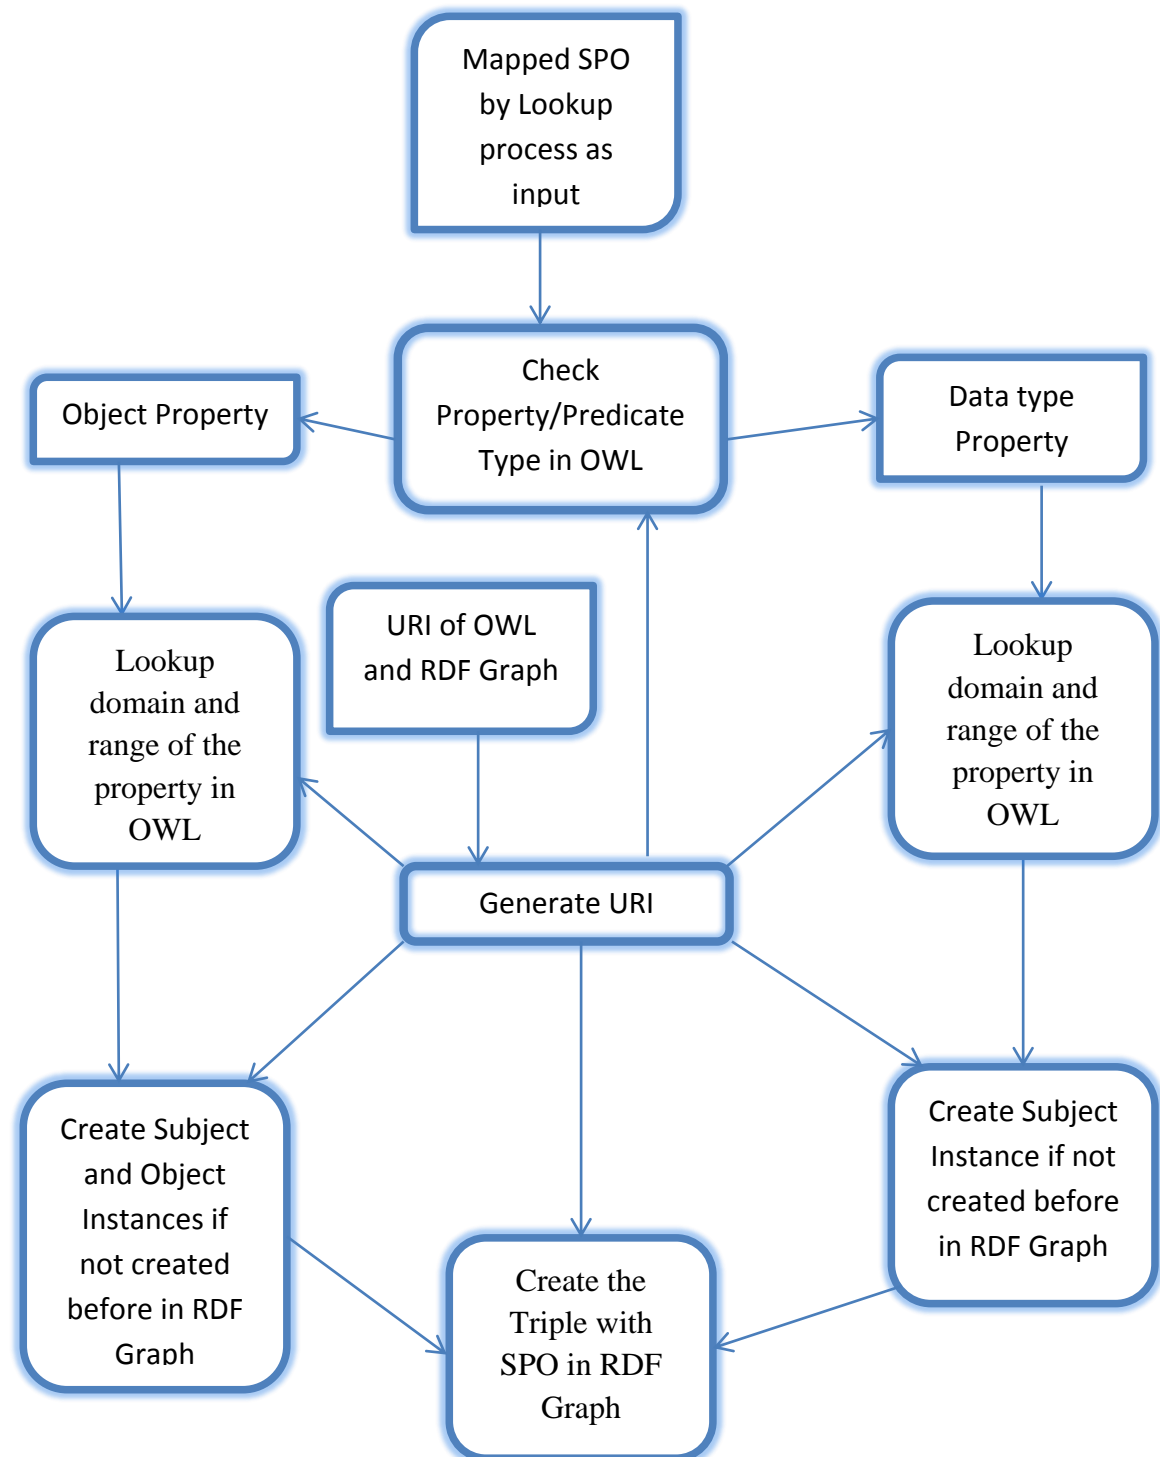 Mapped SPO
by Lookup
process as
input
Check
Property/Predicate
Type in OWL
Object Property
Data type
Property
URI of OWL
and RDF Graph
Lookup
domain and
range of the
property in
OWL
Lookup
domain and
range of the
property in
OWL
Generate URI
Create Subject
and Object
Instances if
not created
before in RDF
Graph
Create Subject
Instance if not
created before
in RDF Graph
Create the
Triple with
SPO in RDF
Graph